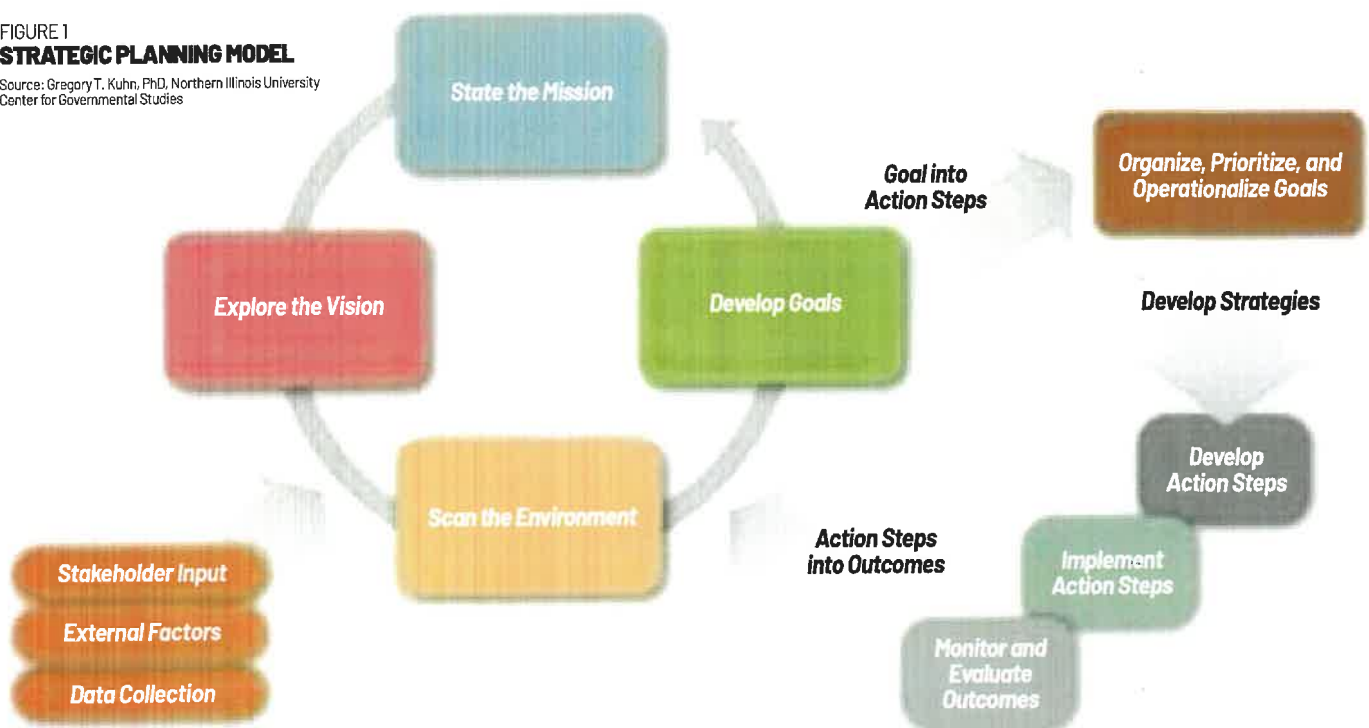 FIGURE 1
STRATEGIC PLANNING MODEL
Source: Gregory T. Kuhn, PhD, Northern Illinois University
Center for Governmental Studies
State the Mission
Explore the Vision
Develop Goals
Scan the Environment
Stakeholder Input
External Factors
Data Collection
Goal into
Action Steps
Organize, Prioritize, and
Operationalize Goals
Develop Strategies
Develop
Action Steps
Implement
Action Steps
Monitor and
Evaluate
Outcomes
Action Steps
into Outcomes